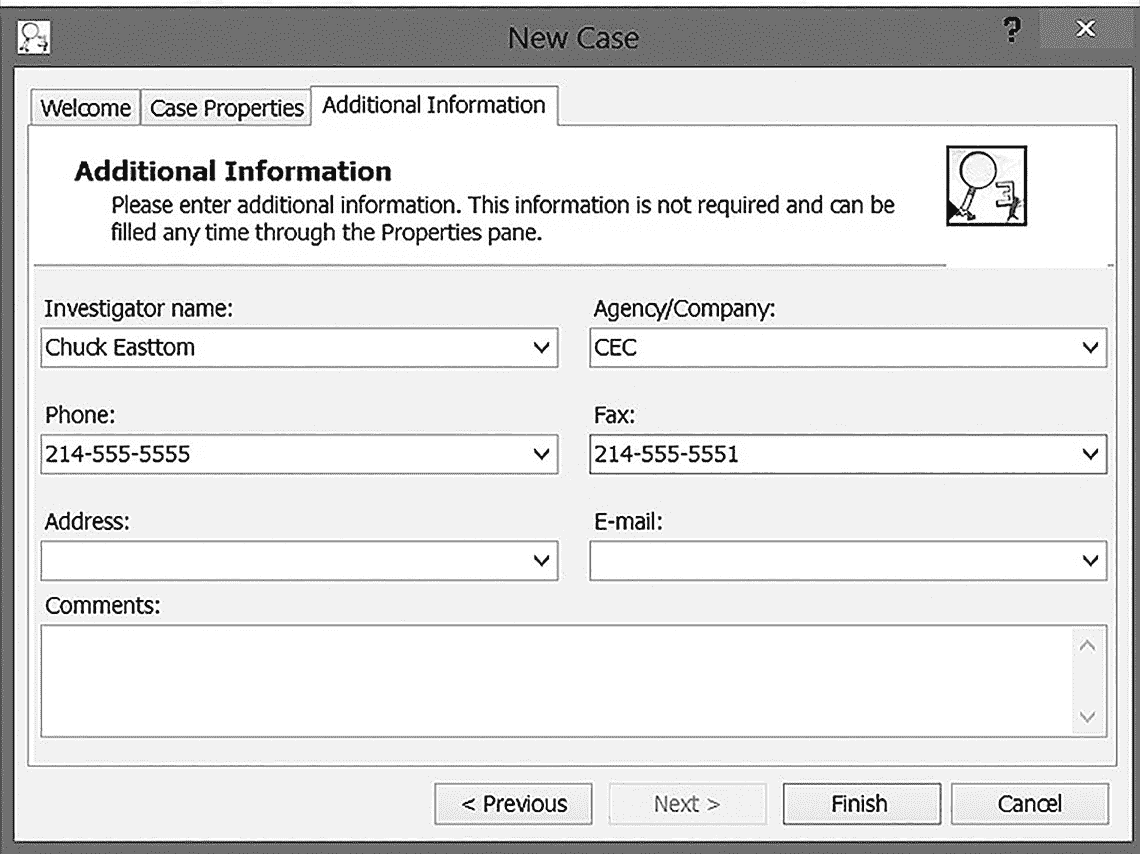 New Case
?
Welcome
Case Properties
Additional Information
Additional Information
Please enter additional information. This information is not required and can be
filled any time through the Properties pane.
Investigator name:
Agency/Company:
Chuck Easttom
CEC
Phone:
Fax:
214-555-5555
214-555-5551
Address:
E-mail:
Comments:
< Previous
Next >
Finish
Cancel